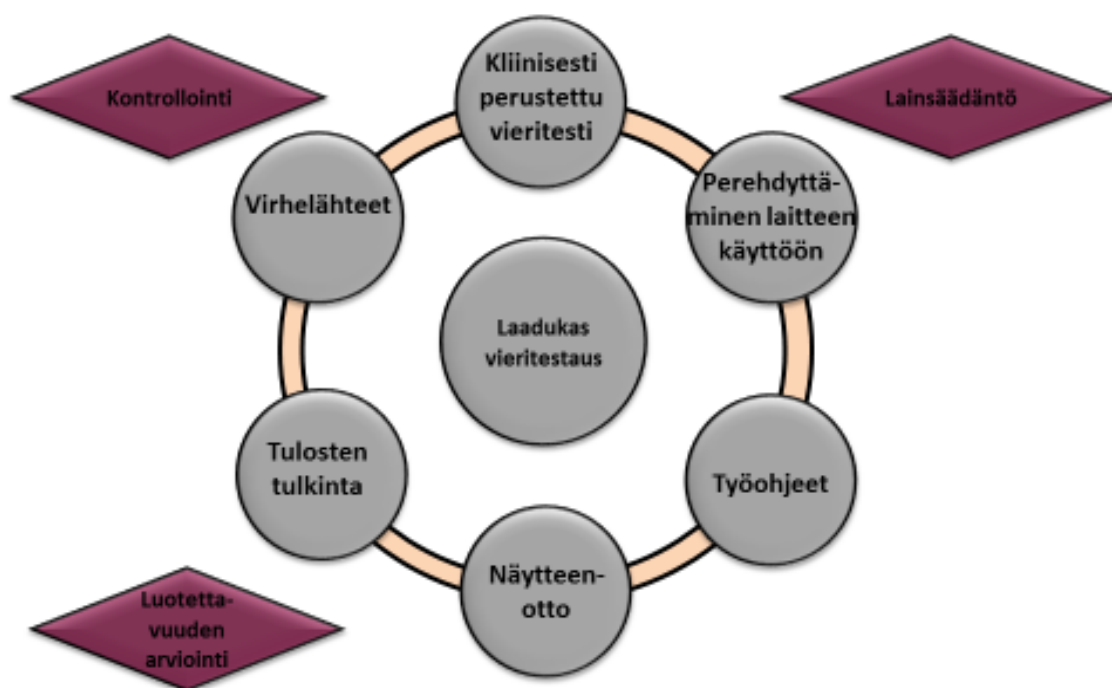 Kliinisesti
perustettu
vieritesti
Kontrollointi
Lainsäädäntö
Virhelähteet
Perehdyttä-
minen laitteen
käyttöön
Laadukas
vieritestaus
Tulosten
tulkinta
Työohjeet
Näytteen-
otto
Luotetta-
vuuden
arviointi